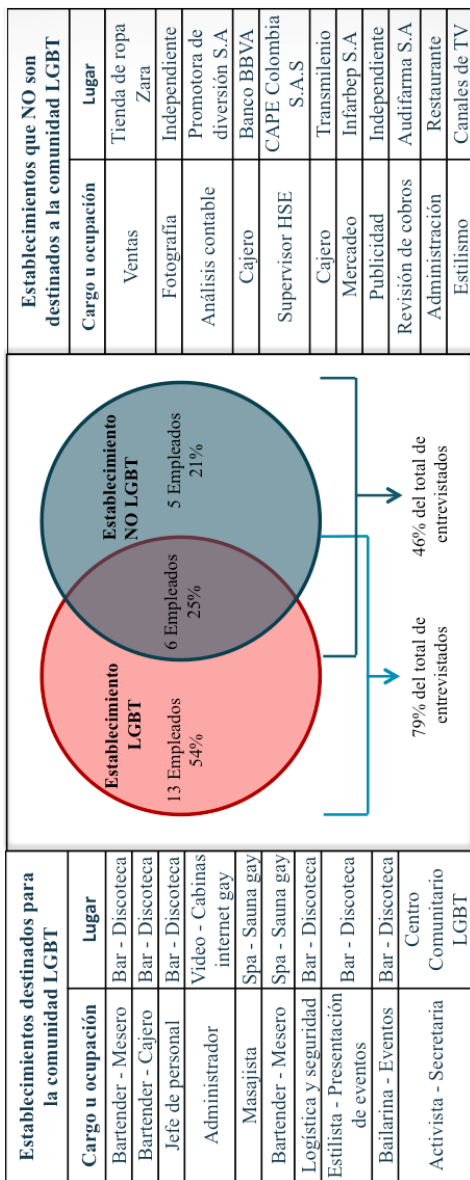 Establecimientos destinados para
la comunidad LGBT
Cargo u ocupación Lugar
Bartender - Mesero Bar - Discoteca
Bartender - Cajero Bar - Discoteca
Jefe de personal Bar - Discoteca
Administrador Video - Cabinas
internet gay
Masajista Spa - Sauna gay
Bartender - Mesero Spa - Sauna gay
Logística y seguridad Bar - Discoteca
Estilista - Presentación
de eventos Bar - Discoteca
Bailarina - Eventos Bar - Discoteca
Activista - Secretaria Centro
Comunitario
LGBT
Establecimiento
LGBT
13 Empleados
54%
6 Empleados
25%
Establecimiento
NO LGBT
5 Empleados
21%
79% del total de
entrevistados
46% del total de
entrevistados
Establecimientos que NO son
destinados a la comunidad LGBT
Cargo u ocupación Lugar
Ventas Tienda de ropa
Zara
Fotografía Independiente
Análisis contable Promotora de
diversión S.A
Cajero Banco BBVA
Supervisor HSE CAPE Colombia
S.A.S
Cajero Transmilenio
Mercadeo Infarbep S.A
Publicidad Independiente
Revisión de cobros Audifarma S.A
Administración Restaurante
Estilismo Canales de TV